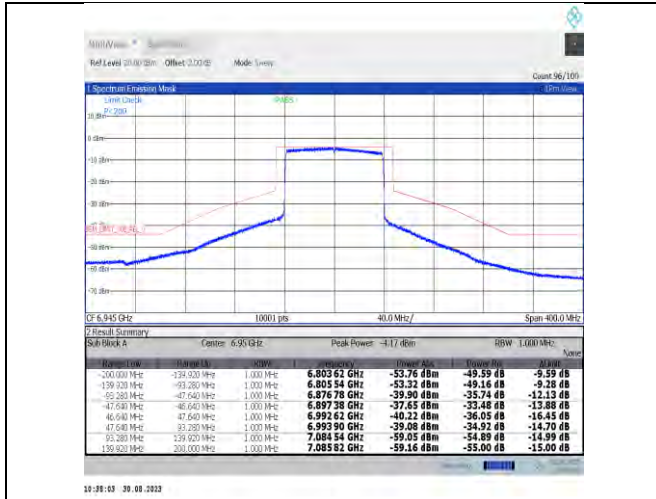 Ref Level 20.00 dBm Offset 2.00 dB Mode Sweep
Count 96/100
1 Spectrum Emission Mask
Limit Check
PASS
P<200
10 dBm
0 dBm
-10 dBm
-20 dBm
-30 dBm
-50 dBm
-60 dBm
-70 dBm
CF 6.945 GHz 10001 pts 40.0 MHz/ Span 400.0 MHz
2 Result Summary
Sub Block A Center 6.95 GHz Peak Power -4.17 dBm RBW 1.000 MHz
None
Range Low Range Up RBW Frequency Power Abs Power Rel ΔLimit
-200.000 MHz -139.920 MHz 1.000 MHz 6.803 62 GHz -53.76 dBm -49.59 dB -9.59 dB
-139.920 MHz -93.280 MHz 1.000 MHz 6.805 54 GHz -53.32 dBm -49.16 dB -9.28 dB
-93.280 MHz -47.640 MHz 1.000 MHz 6.876 78 GHz -39.90 dBm -35.74 dB -12.13 dB
-47.640 MHz -46.640 MHz 1.000 MHz 6.897 38 GHz -37.65 dBm -33.48 dB -13.88 dB
46.640 MHz 47.640 MHz 1.000 MHz 6.992 62 GHz -40.22 dBm -36.05 dB -16.45 dB
47.640 MHz 93.280 MHz 1.000 MHz 6.993 90 GHz -39.08 dBm -34.92 dB -14.70 dB
93.280 MHz 139.920 MHz 1.000 MHz 7.084 54 GHz -59.05 dBm -54.89 dB -14.99 dB
139.920 MHz 200.000 MHz 1.000 MHz 7.085 82 GHz -59.16 dBm -55.00 dB -15.00 dB
10:38:03 30.08.2023